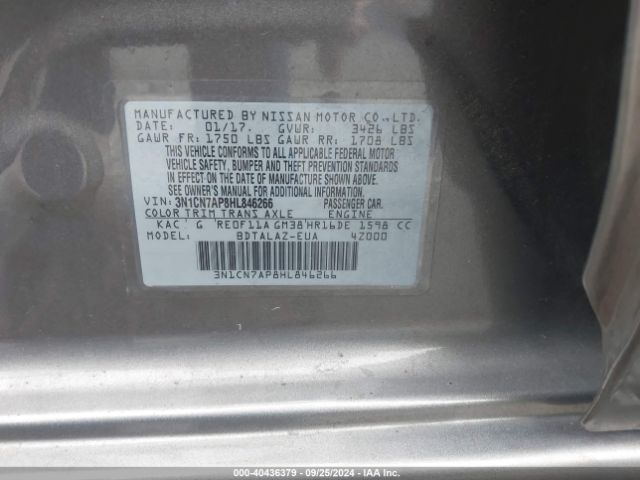 MANUFACTURED BY NISSAN MOTOR CO.,LTD.
DATE: 01/17. GVWR: 3426 LBS
GAWR FR: 1750 LBS GAWR RR: 1708 LBS
THIS VEHICLE CONFORMS TO ALL APPLICABLE FEDERAL MOTOR
VEHICLE SAFETY, BUMPER AND THEFT PREVENTION STANDARDS
IN EFFECT ON THE DATE OF MANUFACTURE SHOWN ABOVE.
SEE OWNER'S MANUAL FOR ADDITIONAL INFORMATION.
VIN: 3N1CN7AP8HL846266 PASSENGER CAR.
COLOR TRIM TRANS AXLE ENGINE
KAC G RE0F11A GM38 HR16DE 1598 CC
MODEL: BDTALAZ-EUA 42000
3N1CN7AP8HL846266
000-40436379 - 09/25/2024 - IAA Inc.